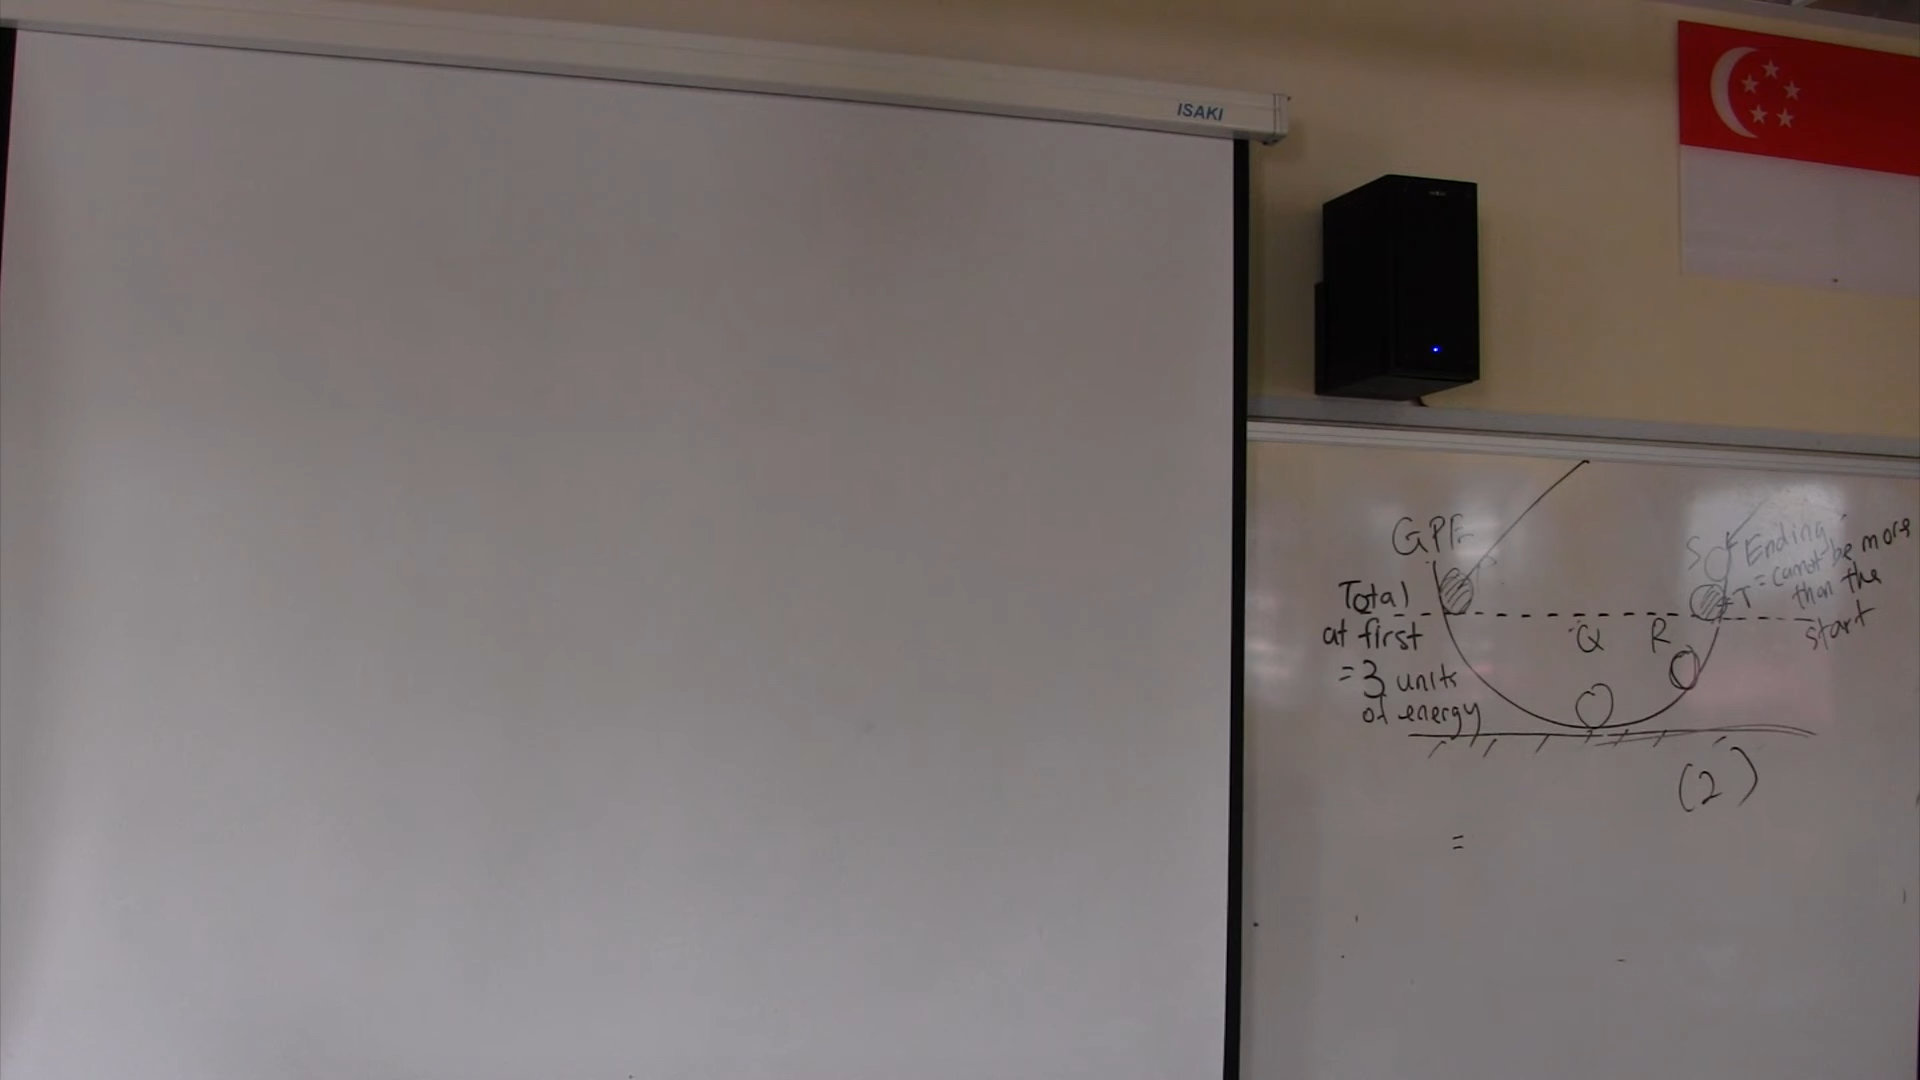 ISAKI
GPE
Total
at first
= 3 units
of energy
Q
R
S
T
Ending
= cannot be more
than the
start
(2)
=